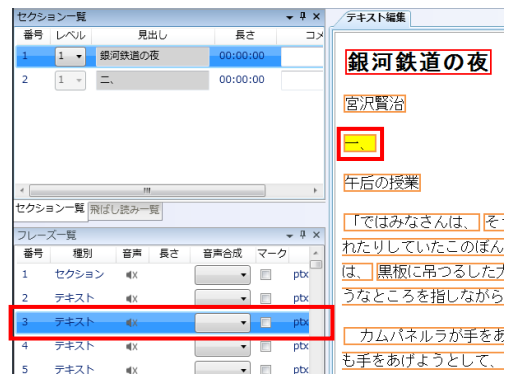 セクション一覧
番号 レベル 見出し 長さ コメ
1 1 銀河鉄道の夜 00:00:00
2 1 二、 00:00:00
セクション一覧 飛ばし読み一覧
フレーズ一覧
番号 種別 音声 長さ 音声合成 マーク
1 セクション ptx
2 テキスト ptx
3 テキスト ptx
4 テキスト ptx
5 テキスト ptx
テキスト編集
銀河鉄道の夜
宮沢賢治
一、
午后の授業
「ではみなさんは、そ
れたりしていたこのぼん
は、黒板に吊つるした大
うなところを指しながら
カムパネルラが手をあ
も手をあげようとして、